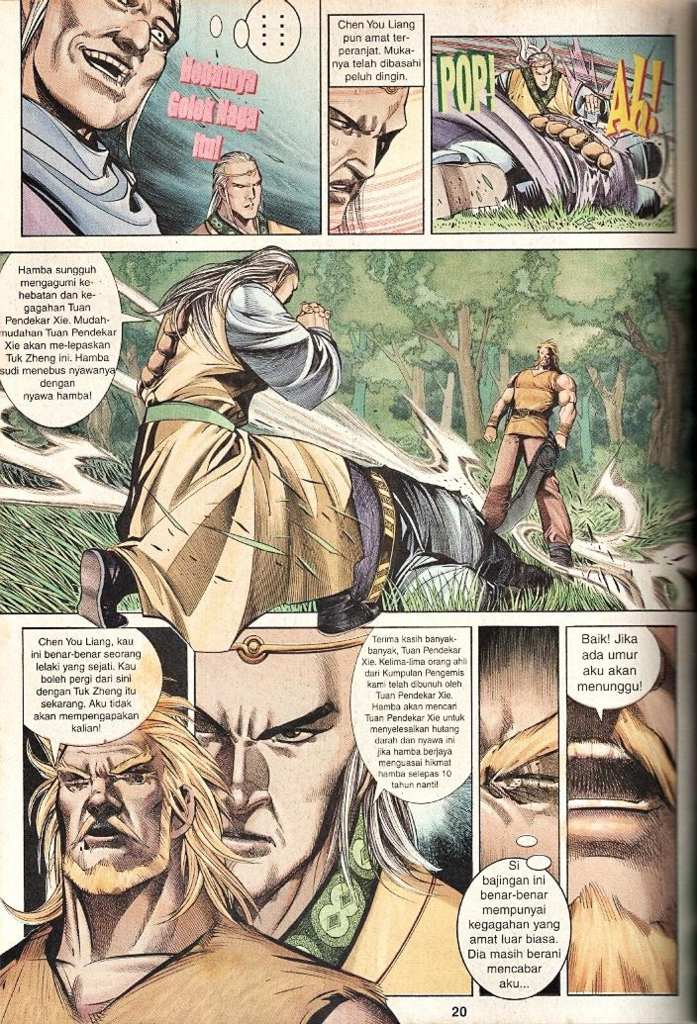 Hebatnya
Golok Naga
itu!
Chen You Liang
pun amat ter-
peranjat. Muka-
nya telah dibasahi
peluh dingin.
POP!
Ah!
Hamba sungguh
mengagumi ke-
hebatan dan ke-
gagahan Tuan
Pendekar Xie. Mudah-
mudahan Tuan Pendekar
Xie akan melepaskan
Tuk Zheng ini. Hamba
sudi menebus nyawanya
dengan
nyawa hamba!
Chen You Liang, kau
ini benar-benar seorang
lelaki yang sejati. Kau
boleh pergi dari sini
dengan Tuk Zheng itu
sekarang. Aku tidak
akan mempengapakan
kalian!
Terima kasih banyak-
banyak, Tuan Pendekar
Xie. Kelima-lima orang ahli
dari Kumpulan Pengemis
kami telah dibunuh oleh
Tuan Pendekar Xie.
Hamba akan mencari
Tuan Pendekar Xie untuk
menyelesaikan hutang
darah dan nyawa ini
jika hamba berjaya
menguasai hikmat
hamba selepas 10
tahun nanti!
Si
bajingan ini
benar-benar
mempunyai
kegagahan yang
amat luar biasa.
Dia masih berani
mencabar
aku...
Baik! Jika
ada umur
aku akan
menunggu!
20